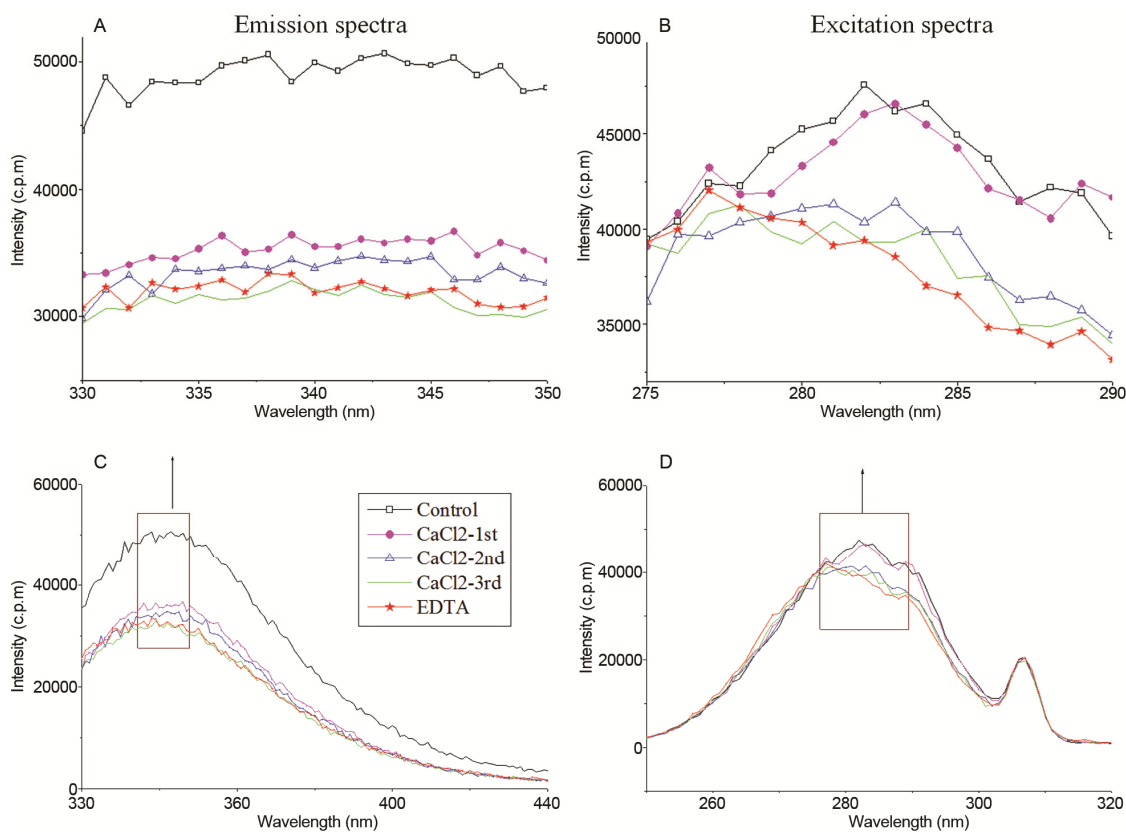 A
Emission spectra
50000
40000
30000
Intensity (c.p.m)
330
335
340
345
350
Wavelength (nm)
B
Excitation spectra
50000
45000
40000
35000
Intensity (c.p.m)
275
280
285
290
Wavelength (nm)
C
60000
40000
20000
0
Intensity (c.p.m)
330
360
400
440
Wavelength (nm)
Control
CaCl2-1st
CaCl2-2nd
CaCl2-3rd
EDTA
D
60000
40000
20000
0
Intensity (c.p.m)
260
280
300
320
Wavelength (nm)